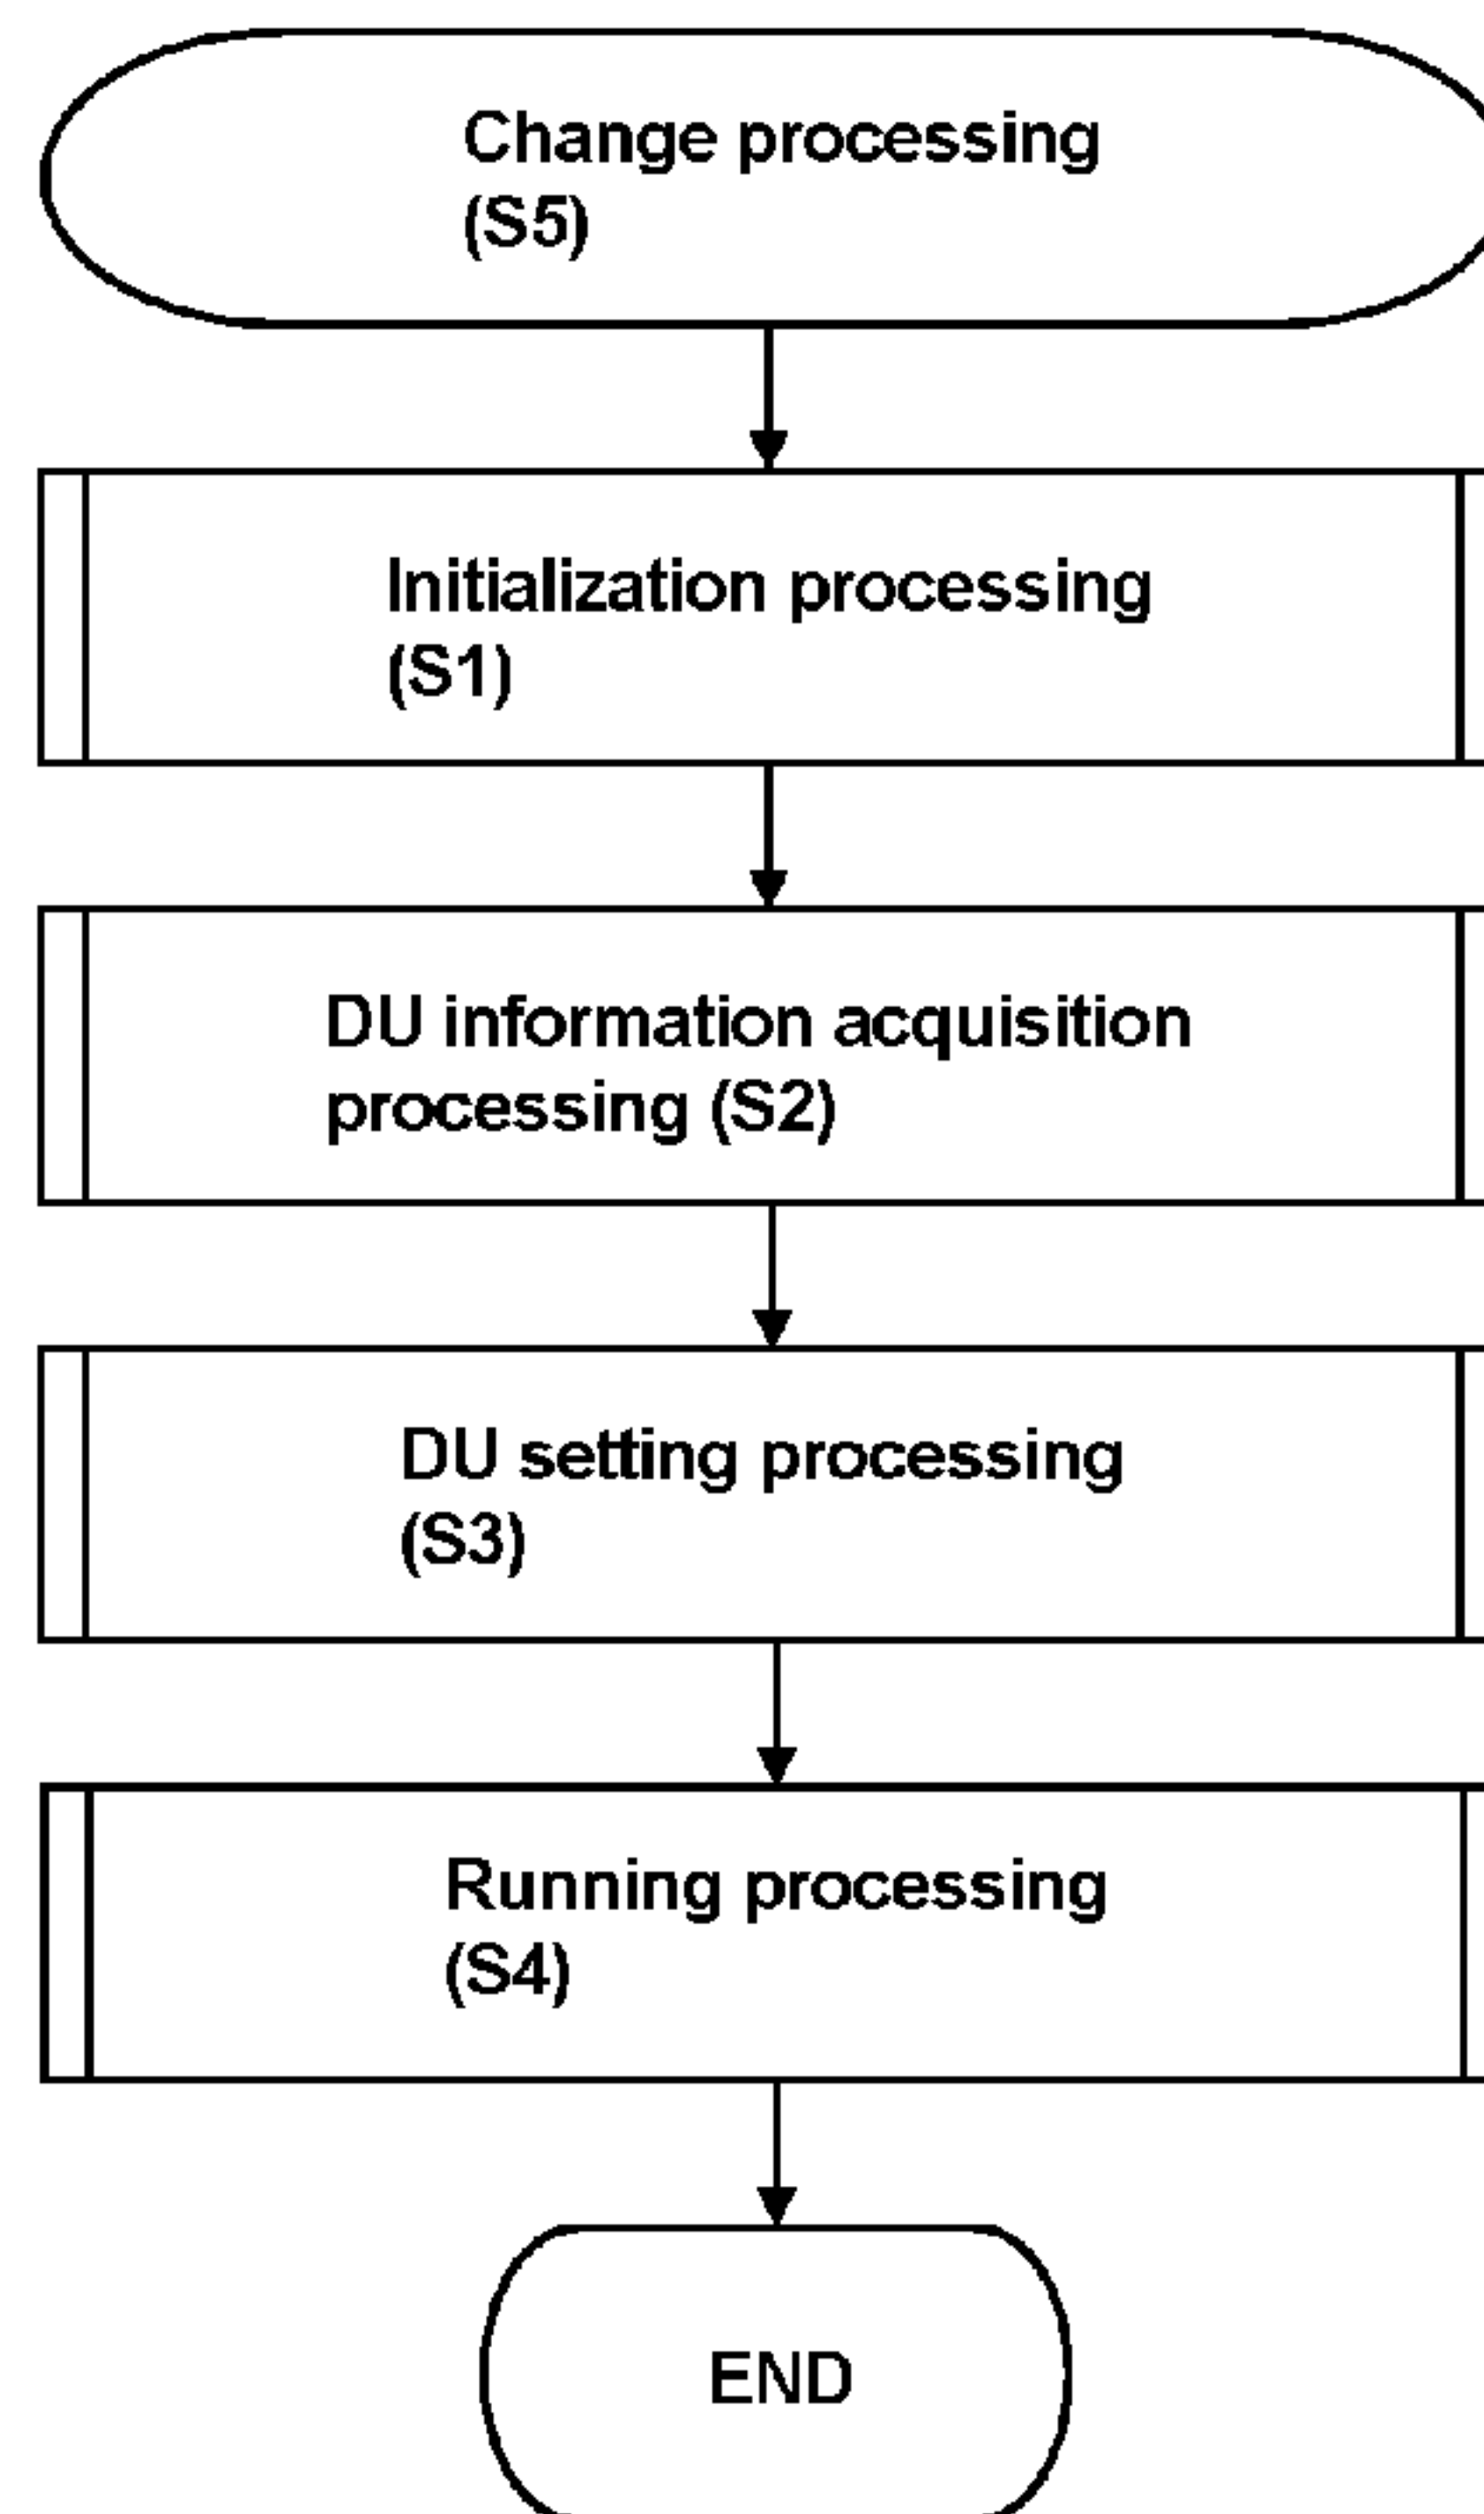 Change processing
(S5)
Initialization processing
(S1)
DU information acquisition
processing (S2)
DU setting processing
(S3)
Running processing
(S4)
END